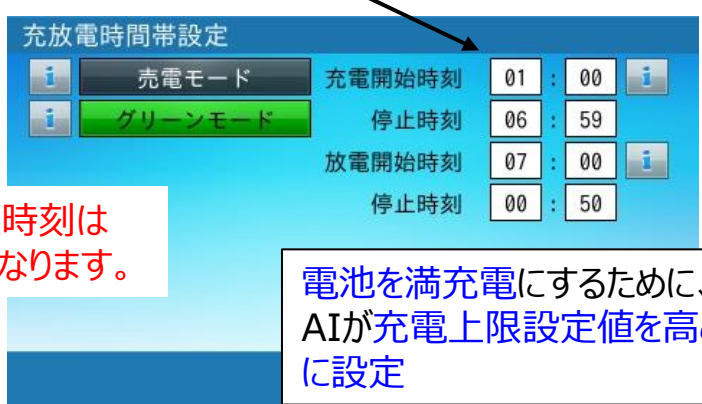 充放電時間帯設定
i 売電モード 充電開始時刻 01 : 00 i
i グリーンモード 停止時刻 06 : 59
放電開始時刻 07 : 00 i
停止時刻 00 : 50
時刻は
なります。
電池を満充電にするために、
AIが充電上限設定値を高
に設定